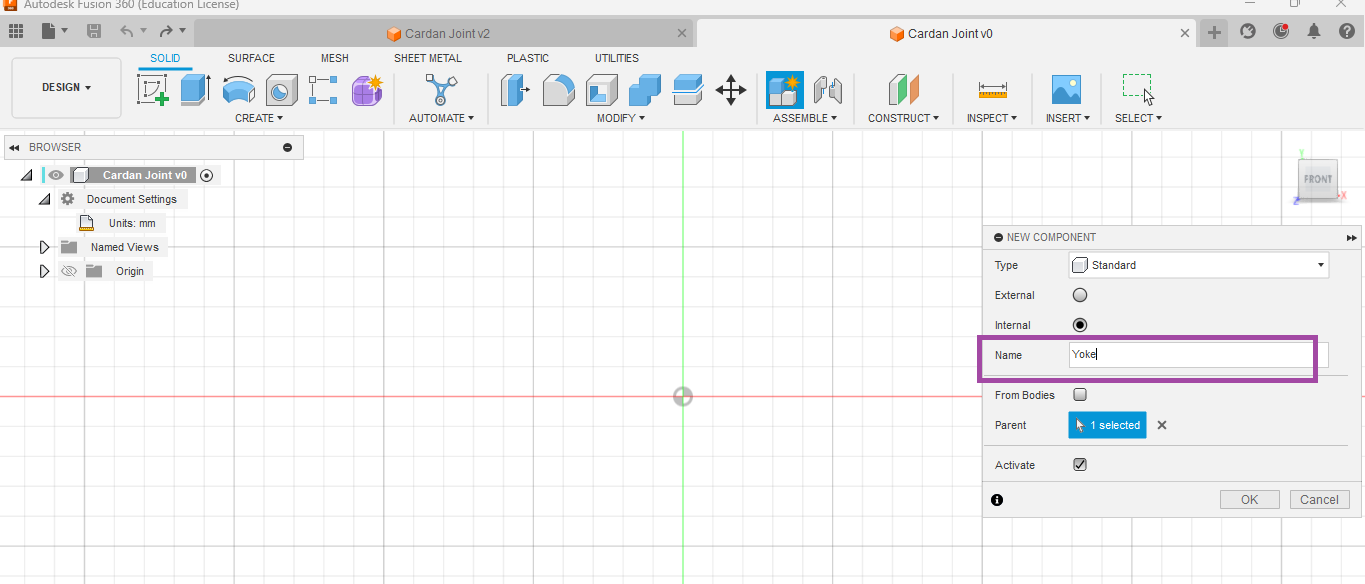 Autodesk Fusion 360 (Education License)
Cardan Joint v2
Cardan Joint v0
SOLID SURFACE MESH SHEET METAL PLASTIC UTILITIES
DESIGN
CREATE AUTOMATE MODIFY ASSEMBLE CONSTRUCT INSPECT INSERT SELECT
BROWSER
Cardan Joint v0
Document Settings
Units: mm
Named Views
Origin
Y
FRONT
X
Z
NEW COMPONENT
Type Standard
External
Internal
Name Yoke
From Bodies
Parent 1 selected
Activate
OK Cancel